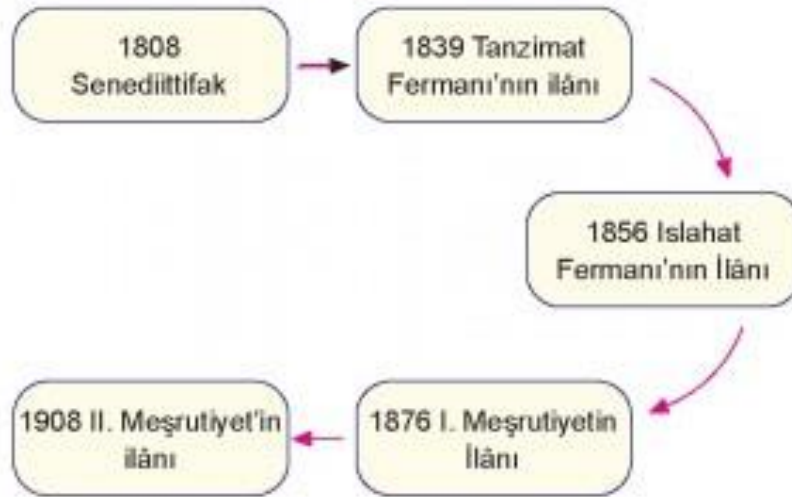 1808
Senediittifak
1839 Tanzimat
Fermanı'nın ilânı
1856 Islahat
Fermanı'nın İlânı
1876 I. Meşrutiyetin
İlânı
1908 II. Meşrutiyet'in
ilânı